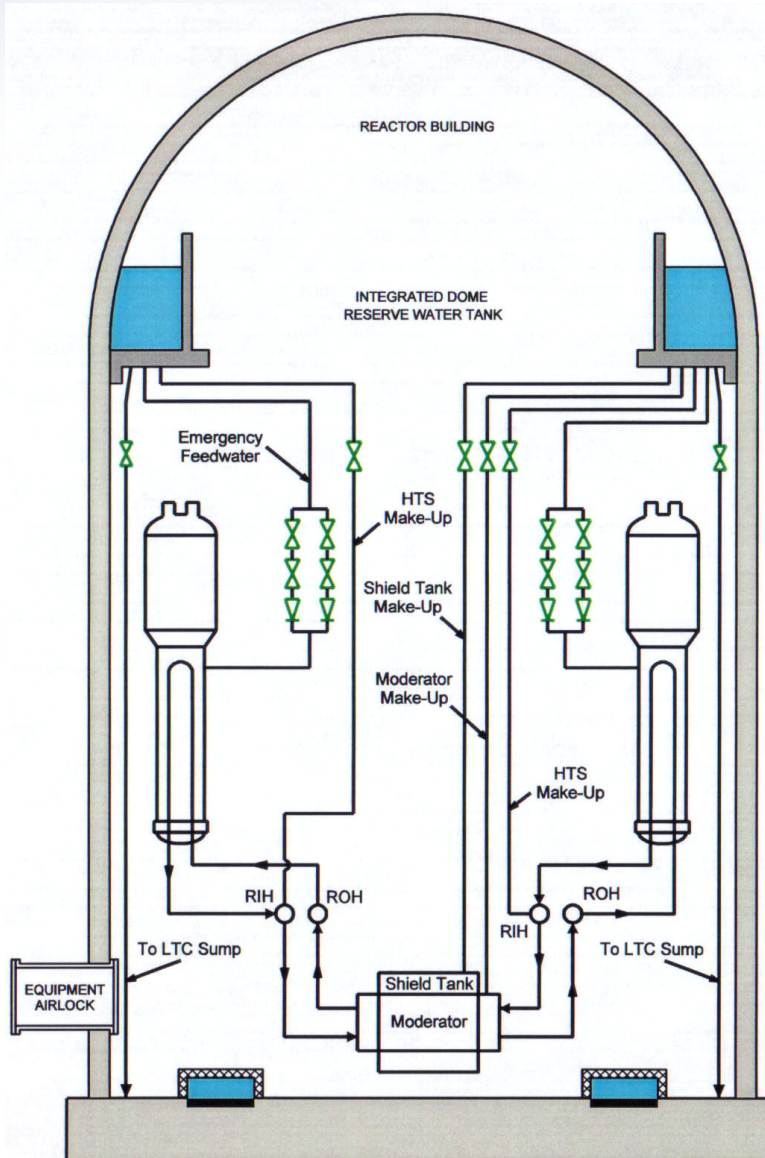 REACTOR BUILDING
INTEGRATED DOME
RESERVE WATER TANK
Emergency
Feedwater
HTS
Make-Up
Shield Tank
Make-Up
Moderator
Make-Up
HTS
Make-Up
RIH
ROH
RIH
ROH
To LTC Sump
To LTC Sump
EQUIPMENT
AIRLOCK
Shield Tank
Moderator